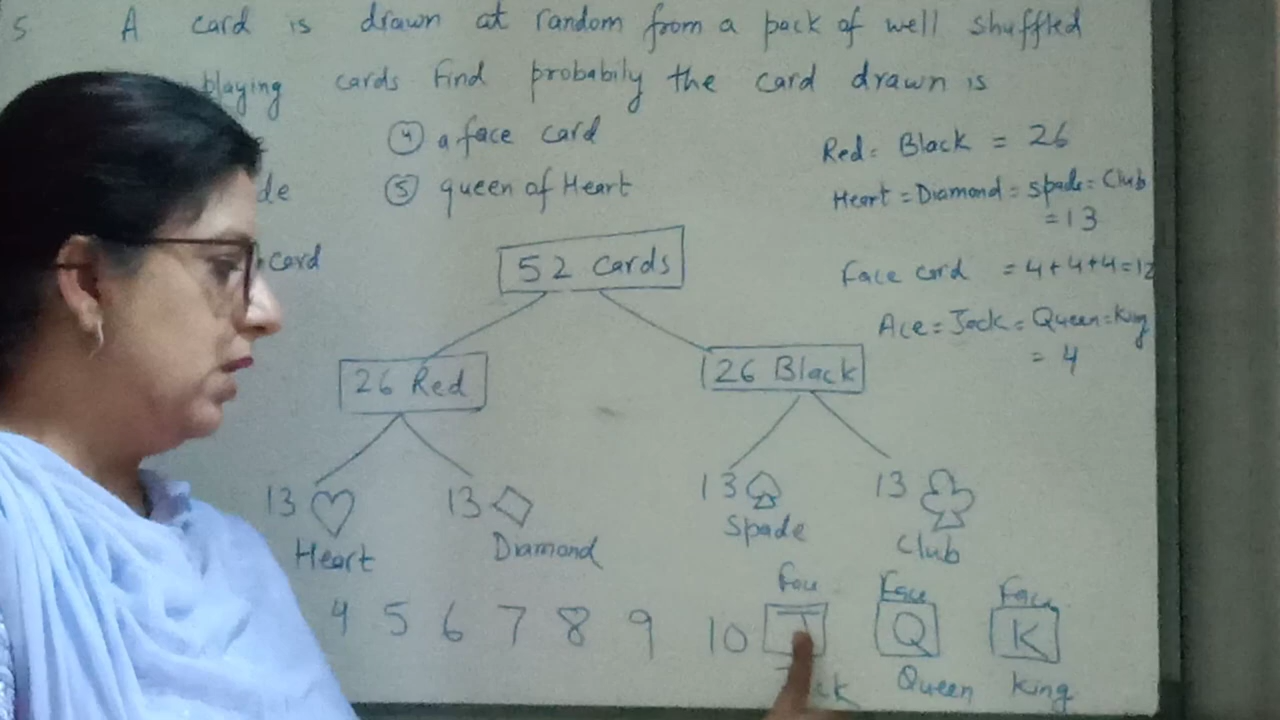 5 A card is drawn at random from a pack of well shuffled
playing cards Find probabily the card drawn is
④ a face card
⑤ queen of Heart
de
card
Red = Black = 26
Heart = Diamond = spade = Club
= 13
Face card = 4+4+4=12
Ace = Jack = Queen = King
= 4
52 cards
26 Red
26 Black
13 Heart
13 Diamond
13 Spade
13 Club
Face Face Face
4 5 6 7 8 9 10 J Q K
Queen King